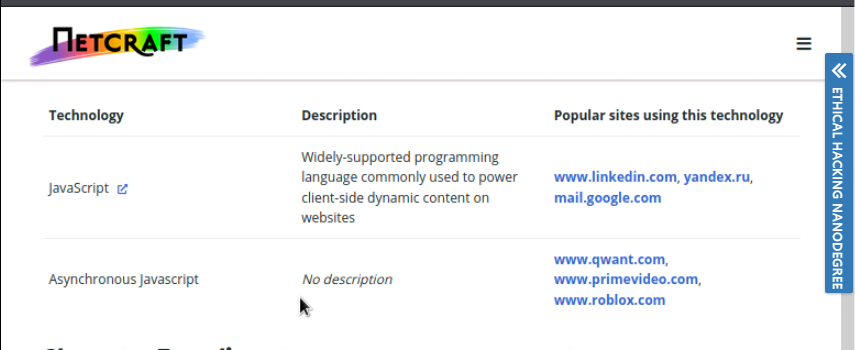 NETCRAFT
Technology Description Popular sites using this technology
JavaScript
Widely-supported programming
language commonly used to power
client-side dynamic content on
websites
www.linkedin.com, yandex.ru,
mail.google.com
Asynchronous Javascript
No description
www.qwant.com,
www.primevideo.com,
www.roblox.com
ETHICAL HACKING NANODEGREE